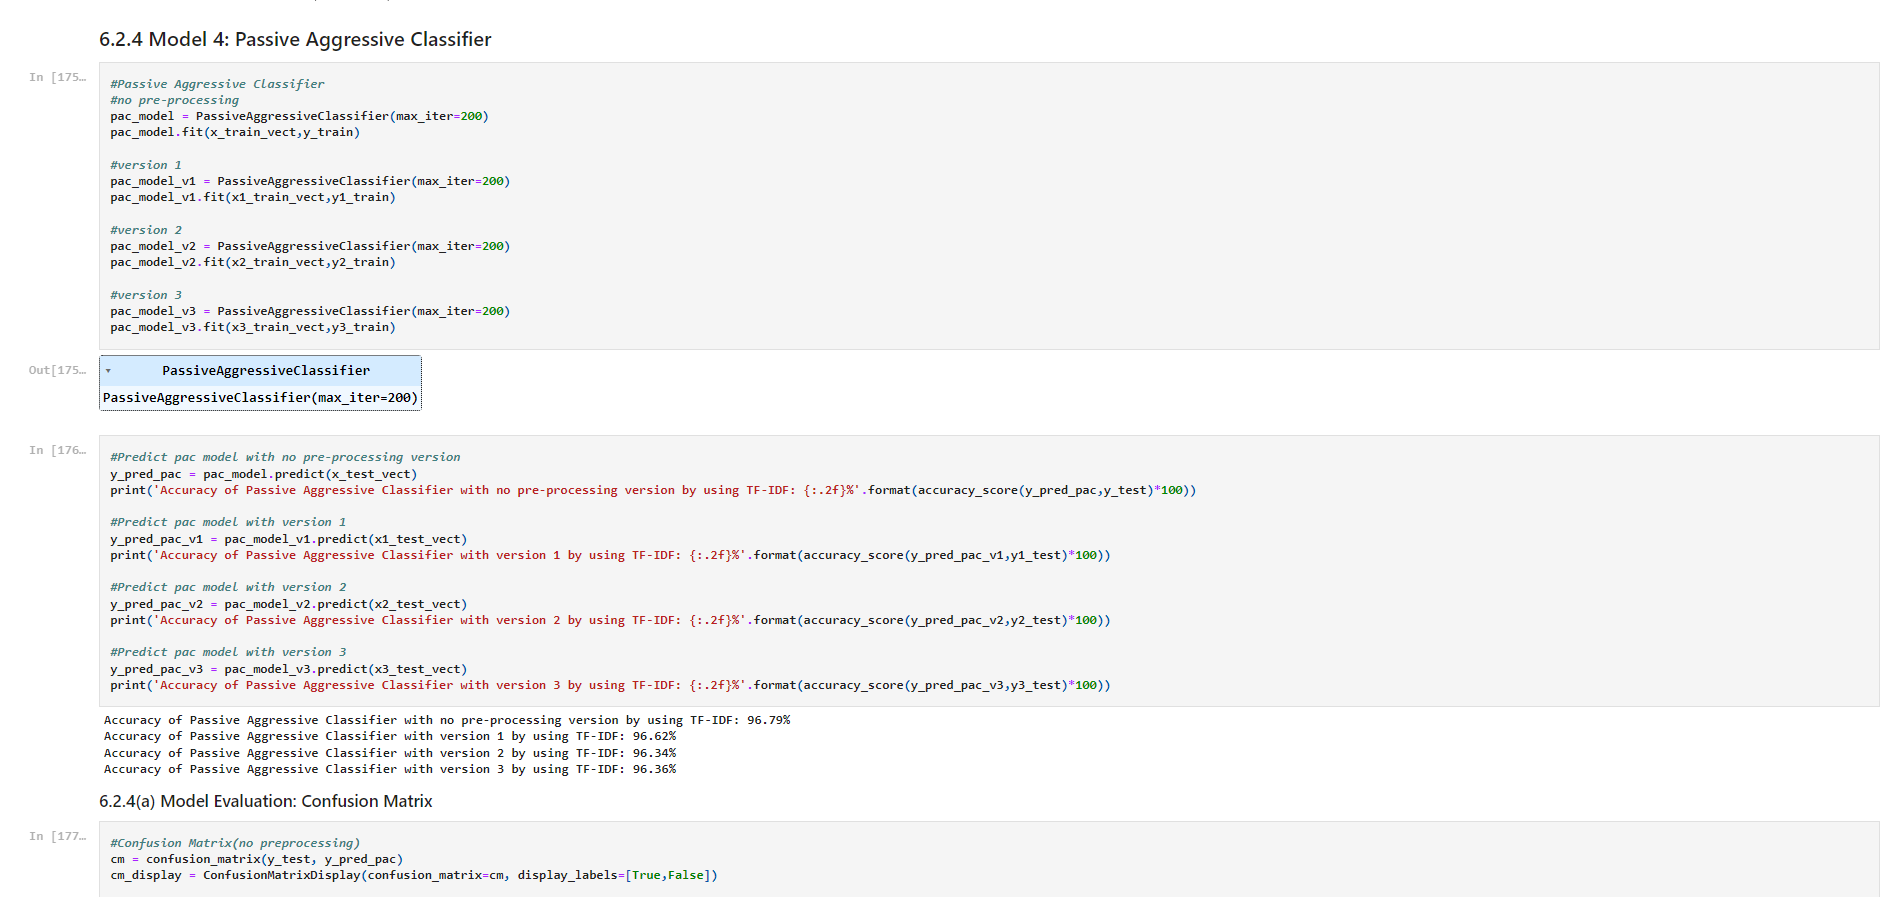 6.2.4 Model 4: Passive Aggressive Classifier
In [175…
#Passive Aggressive Classifier
#no pre-processing
pac_model = PassiveAggressiveClassifier(max_iter=200)
pac_model.fit(x_train_vect,y_train)
#version 1
pac_model_v1 = PassiveAggressiveClassifier(max_iter=200)
pac_model_v1.fit(x1_train_vect,y1_train)
#version 2
pac_model_v2 = PassiveAggressiveClassifier(max_iter=200)
pac_model_v2.fit(x2_train_vect,y2_train)
#version 3
pac_model_v3 = PassiveAggressiveClassifier(max_iter=200)
pac_model_v3.fit(x3_train_vect,y3_train)
Out[175…
PassiveAggressiveClassifier
PassiveAggressiveClassifier(max_iter=200)
In [176…
#Predict pac model with no pre-processing version
y_pred_pac = pac_model.predict(x_test_vect)
print('Accuracy of Passive Aggressive Classifier with no pre-processing version by using TF-IDF: {:.2f}%'.format(accuracy_score(y_pred_pac,y_test)*100))
#Predict pac model with version 1
y_pred_pac_v1 = pac_model_v1.predict(x1_test_vect)
print('Accuracy of Passive Aggressive Classifier with version 1 by using TF-IDF: {:.2f}%'.format(accuracy_score(y_pred_pac_v1,y1_test)*100))
#Predict pac model with version 2
y_pred_pac_v2 = pac_model_v2.predict(x2_test_vect)
print('Accuracy of Passive Aggressive Classifier with version 2 by using TF-IDF: {:.2f}%'.format(accuracy_score(y_pred_pac_v2,y2_test)*100))
#Predict pac model with version 3
y_pred_pac_v3 = pac_model_v3.predict(x3_test_vect)
print('Accuracy of Passive Aggressive Classifier with version 3 by using TF-IDF: {:.2f}%'.format(accuracy_score(y_pred_pac_v3,y3_test)*100))
Accuracy of Passive Aggressive Classifier with no pre-processing version by using TF-IDF: 96.79%
Accuracy of Passive Aggressive Classifier with version 1 by using TF-IDF: 96.62%
Accuracy of Passive Aggressive Classifier with version 2 by using TF-IDF: 96.34%
Accuracy of Passive Aggressive Classifier with version 3 by using TF-IDF: 96.36%
6.2.4(a) Model Evaluation: Confusion Matrix
In [177…
#Confusion Matrix(no preprocessing)
cm = confusion_matrix(y_test, y_pred_pac)
cm_display = ConfusionMatrixDisplay(confusion_matrix=cm, display_labels=[True,False])